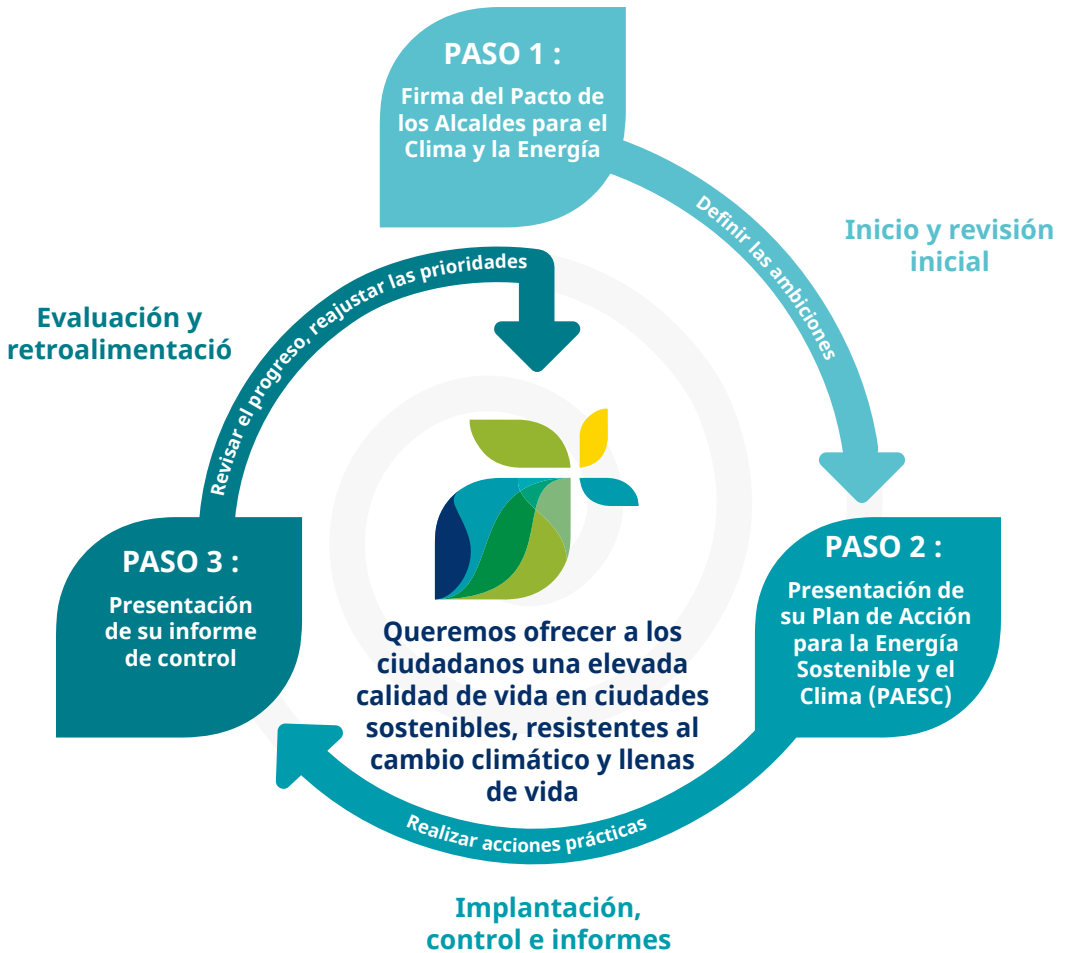 PASO 1 :
Firma del Pacto de
los Alcaldes para el
Clima y la Energía
Definir las ambiciones
Inicio y revisión
inicial
PASO 2 :
Presentación de
su Plan de Acción
para la Energía
Sostenible y el
Clima (PAESC)
Realizar acciones prácticas
Implantación,
control e informes
PASO 3 :
Presentación
de su informe
de control
Revisar el progreso, reajustar las prioridades
Evaluación y
retroalimentació
Queremos ofrecer a los
ciudadanos una elevada
calidad de vida en ciudades
sostenibles, resistentes al
cambio climático y llenas
de vida